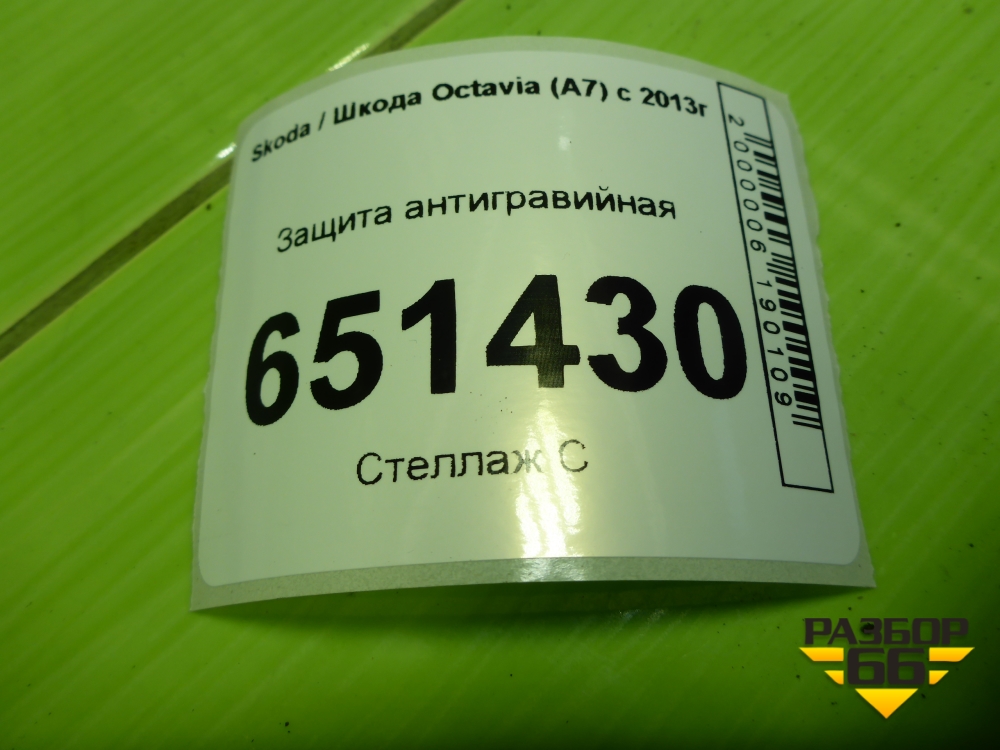 Skoda / Шкода Octavia (A7) с 2013г
Защита антигравийная
651430
Стеллаж С
2000006190109
РАЗБОР
66